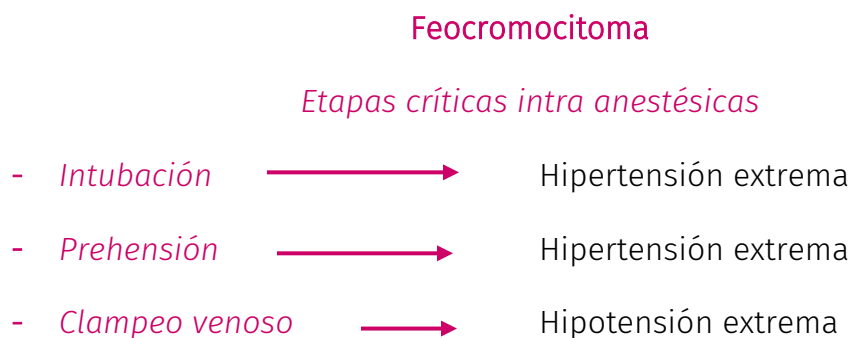 Feocromocitoma
Etapas críticas intra anestésicas
- Intubación Hipertensión extrema
- Prehensión Hipertensión extrema
- Clampeo venoso Hipotensión extrema